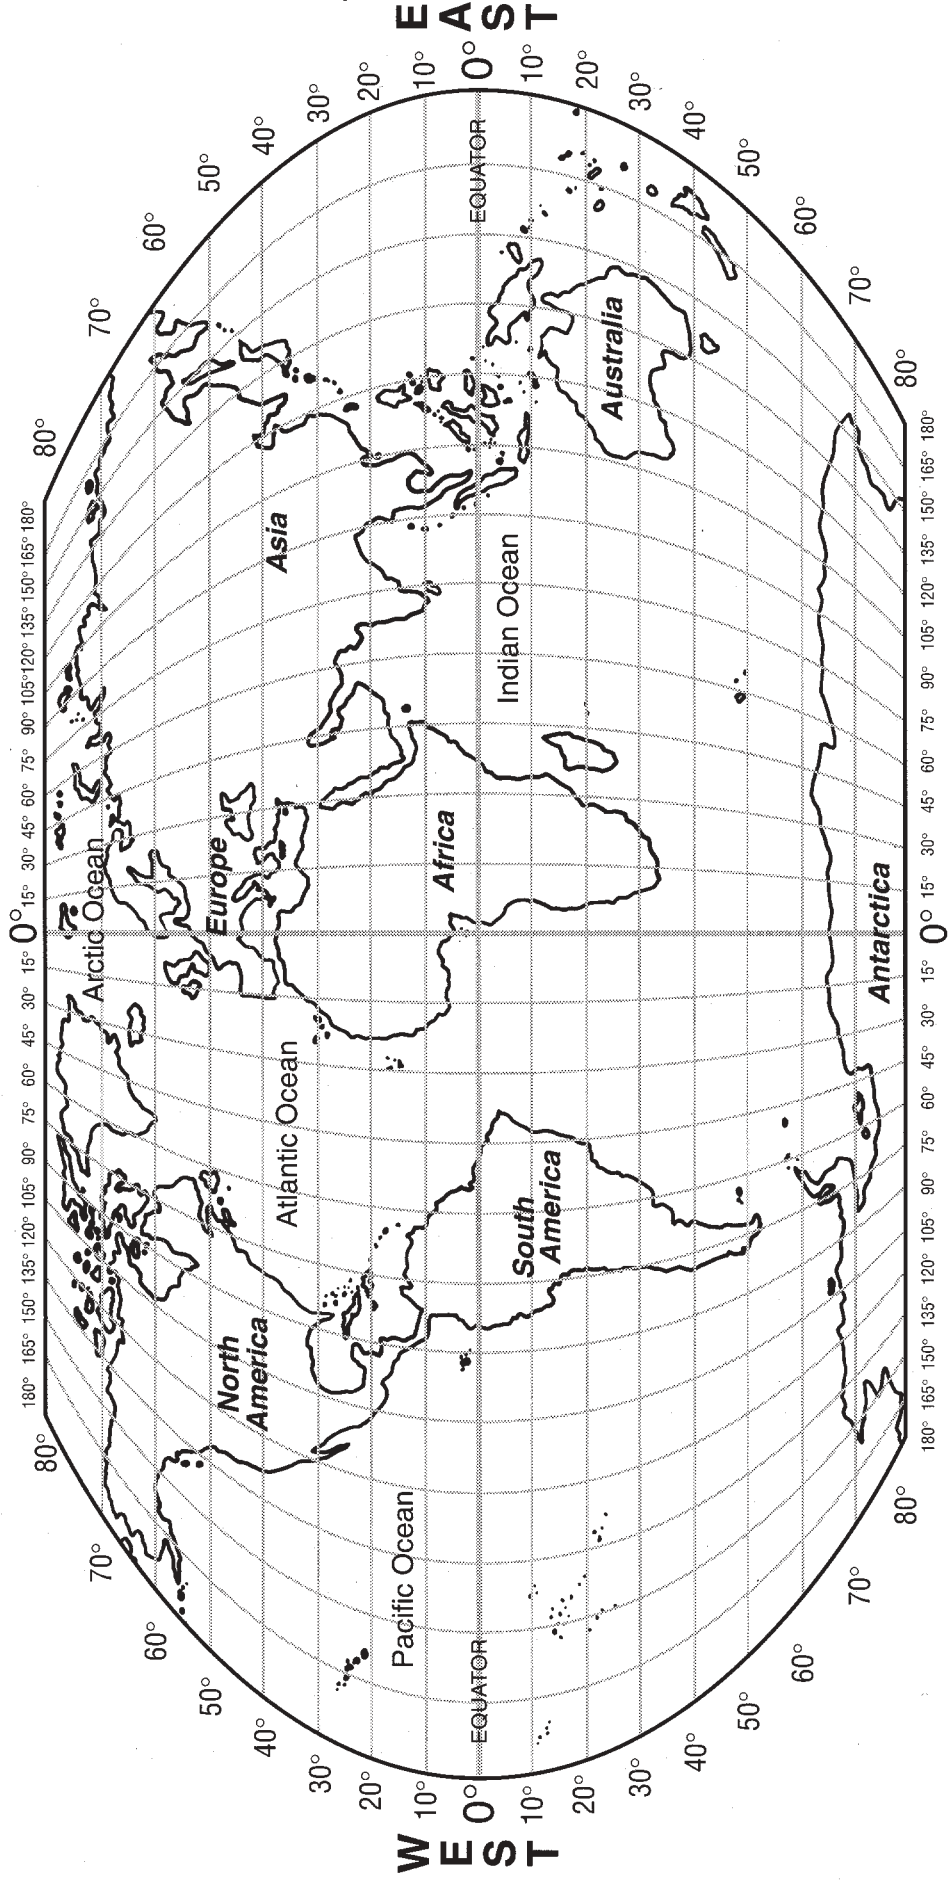 80° 180° 165° 150° 135° 120° 105° 90° 75° 60° 45° 30° 15° 0° 15° 30° 45° 60° 75° 90° 105° 120° 135° 150° 165° 180° 80°
70° Arctic Ocean 70°
60° 60°
50° North America Europe 50°
40° Atlantic Ocean Asia 40°
30° 30°
20° 20°
10° Pacific Ocean Africa 10°
WEST 0° EQUATOR EQUATOR 0° EAST
10° Indian Ocean 10°
20° South America 20°
30° Australia 30°
40° 40°
50° 50°
60° 60°
70° 70°
Antarctica
80° 180° 165° 150° 135° 120° 105° 90° 75° 60° 45° 30° 15° 0° 15° 30° 45° 60° 75° 90° 105° 120° 135° 150° 165° 180° 80°